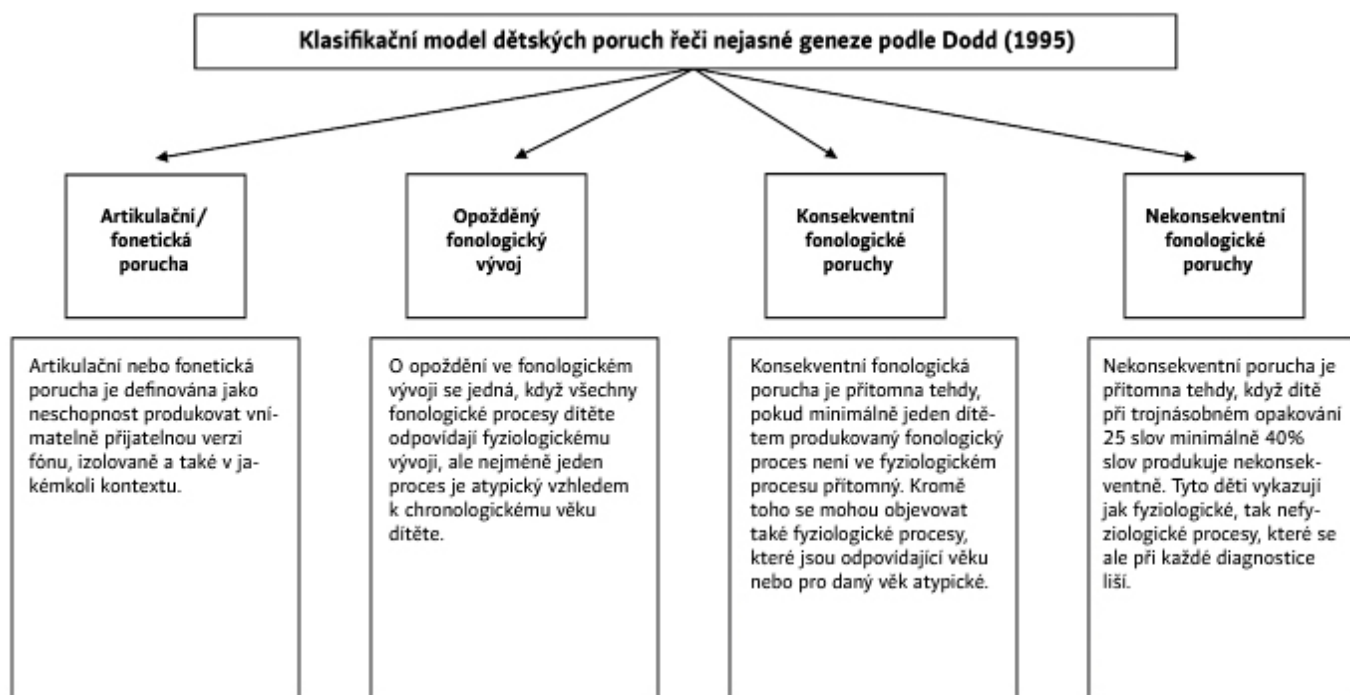 Klasifikační model dětských poruch řeči nejasné geneze podle Dodd (1995)
Artikulační/
fonetická
porucha
Opožděný
fonologický
vývoj
Konsekventní
fonologické
poruchy
Nekonsekventní
fonologické
poruchy
Artikulační nebo fonetická
porucha je definována jako
neschopnost produkovat vní-
matelně přijatelnou verzi
fónu, izolovaně a také v ja-
kémkoli kontextu.
O opoždění ve fonologickém
vývoji se jedná, když všechny
fonologické procesy dítěte
odpovídají fyziologickému
vývoji, ale nejméně jeden
proces je atypický vzhledem
k chronologickému věku
dítěte.
Konsekventní fonologická
porucha je přítomna tehdy,
pokud minimálně jeden dítě-
tem produkovaný fonologický
proces není ve fyziologickém
procesu přítomný. Kromě
toho se mohou objevovat
také fyziologické procesy,
které jsou odpovídající věku
nebo pro daný věk atypické.
Nekonsekventní porucha je
přítomna tehdy, když dítě
při trojnásobném opakování
25 slov minimálně 40%
slov produkuje nekonsek-
ventně. Tyto děti vykazují
jak fyziologické, tak nefy-
ziologické procesy, které se
ale při každé diagnostice
liší.